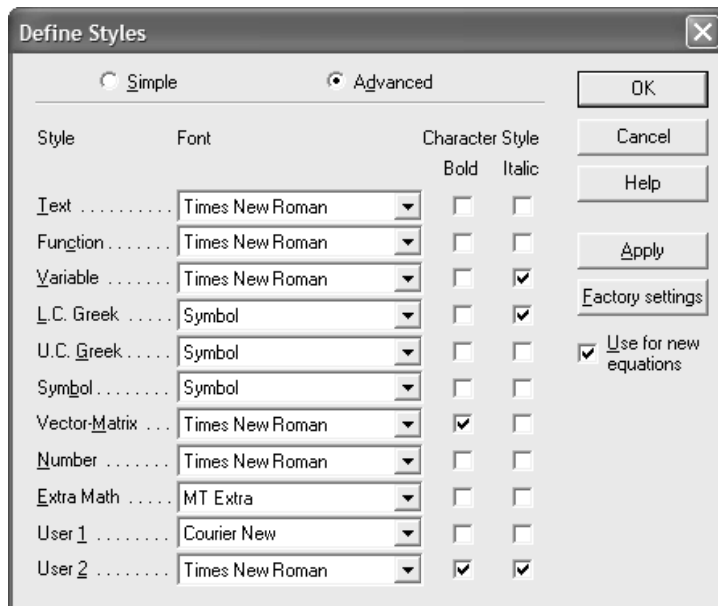 Define Styles
Simple Advanced OK
Style Font Character Style Cancel
Bold Italic Help
Text .......... Times New Roman
Function ....... Times New Roman Apply
Variable ........ Times New Roman
L.C. Greek ..... Symbol Factory settings
U.C. Greek ..... Symbol Use for new
equations
Symbol ........ Symbol
Vector-Matrix ... Times New Roman
Number ....... Times New Roman
Extra Math ..... MT Extra
User 1 ........ Courier New
User 2 ........ Times New Roman